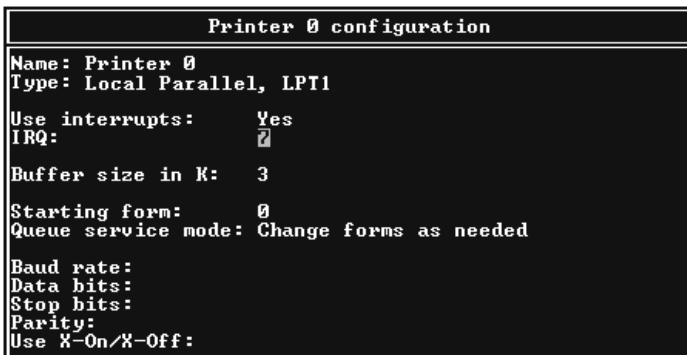 Printer 0 configuration
Name: Printer 0
Type: Local Parallel, LPT1
Use interrupts: Yes
IRQ: 7
Buffer size in K: 3
Starting form: 0
Queue service mode: Change forms as needed
Baud rate:
Data bits:
Stop bits:
Parity:
Use X-On/X-Off: